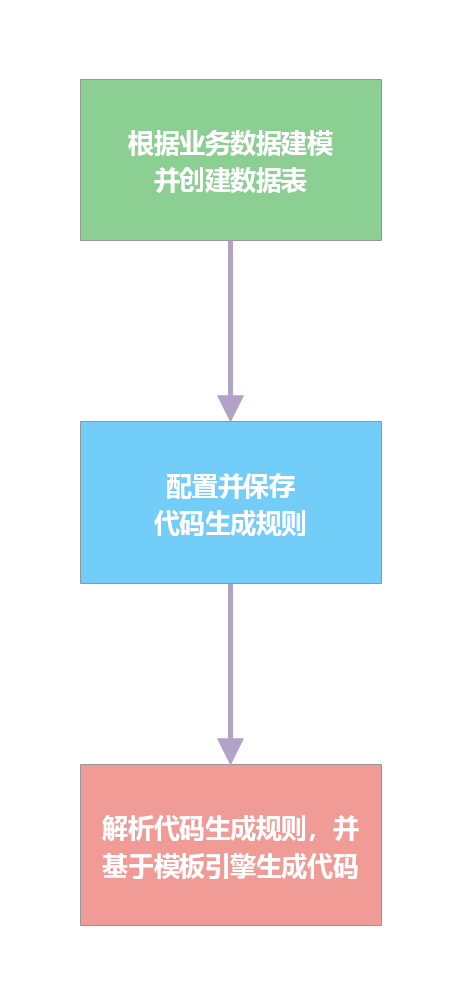 根据业务数据建模
并创建数据表
配置并保存
代码生成规则
解析代码生成规则，并
基于模板引擎生成代码